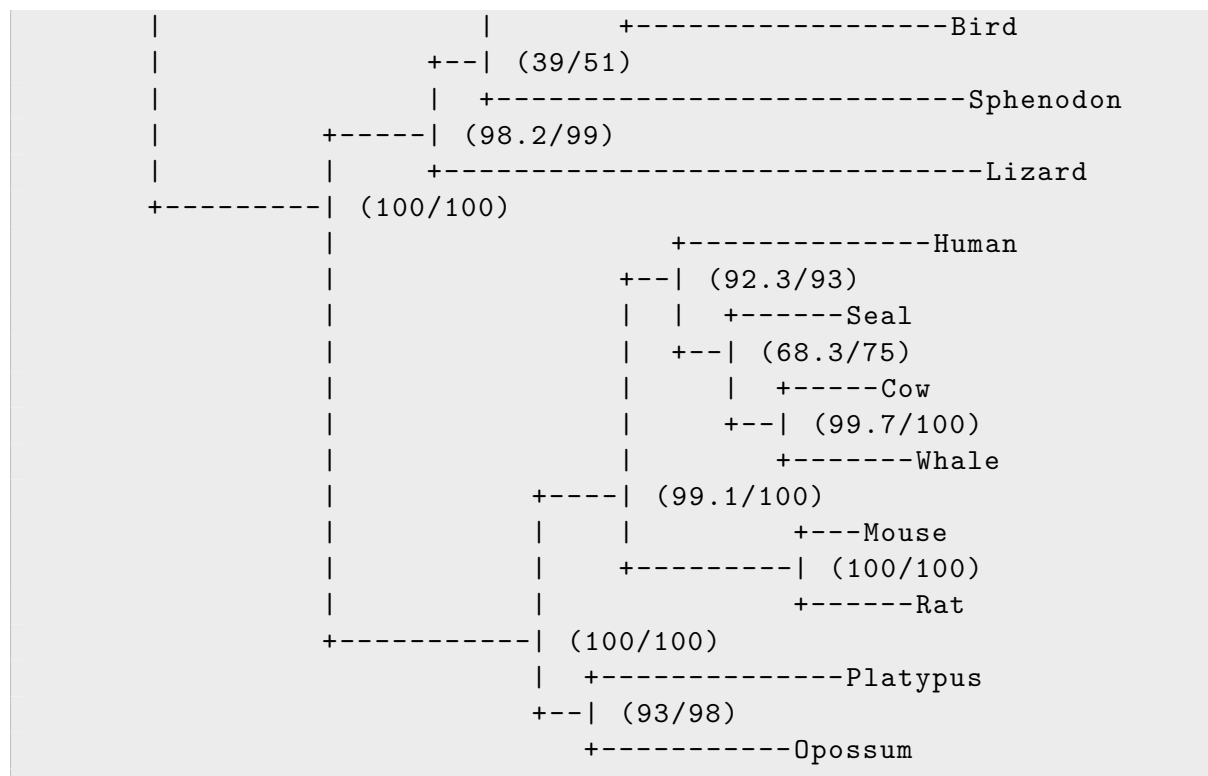 |                  |       +------------------Bird
|               +--| (39/51)
|               |  +---------------------------Sphenodon
|         +-----| (98.2/99)
|         |     +-------------------------------Lizard
+---------| (100/100)
          |                   +--------------Human
          |                +--| (92.3/93)
          |                |  |  +------Seal
          |                |  +--| (68.3/75)
          |                |     |  +-----Cow
          |                |     +--| (99.7/100)
          |                |        +-------Whale
          |           +----| (99.1/100)
          |           |    |         +---Mouse
          |           |    +---------| (100/100)
          |           |              +------Rat
          +-----------| (100/100)
                      |  +--------------Platypus
                      +--| (93/98)
                         +-----------Opossum